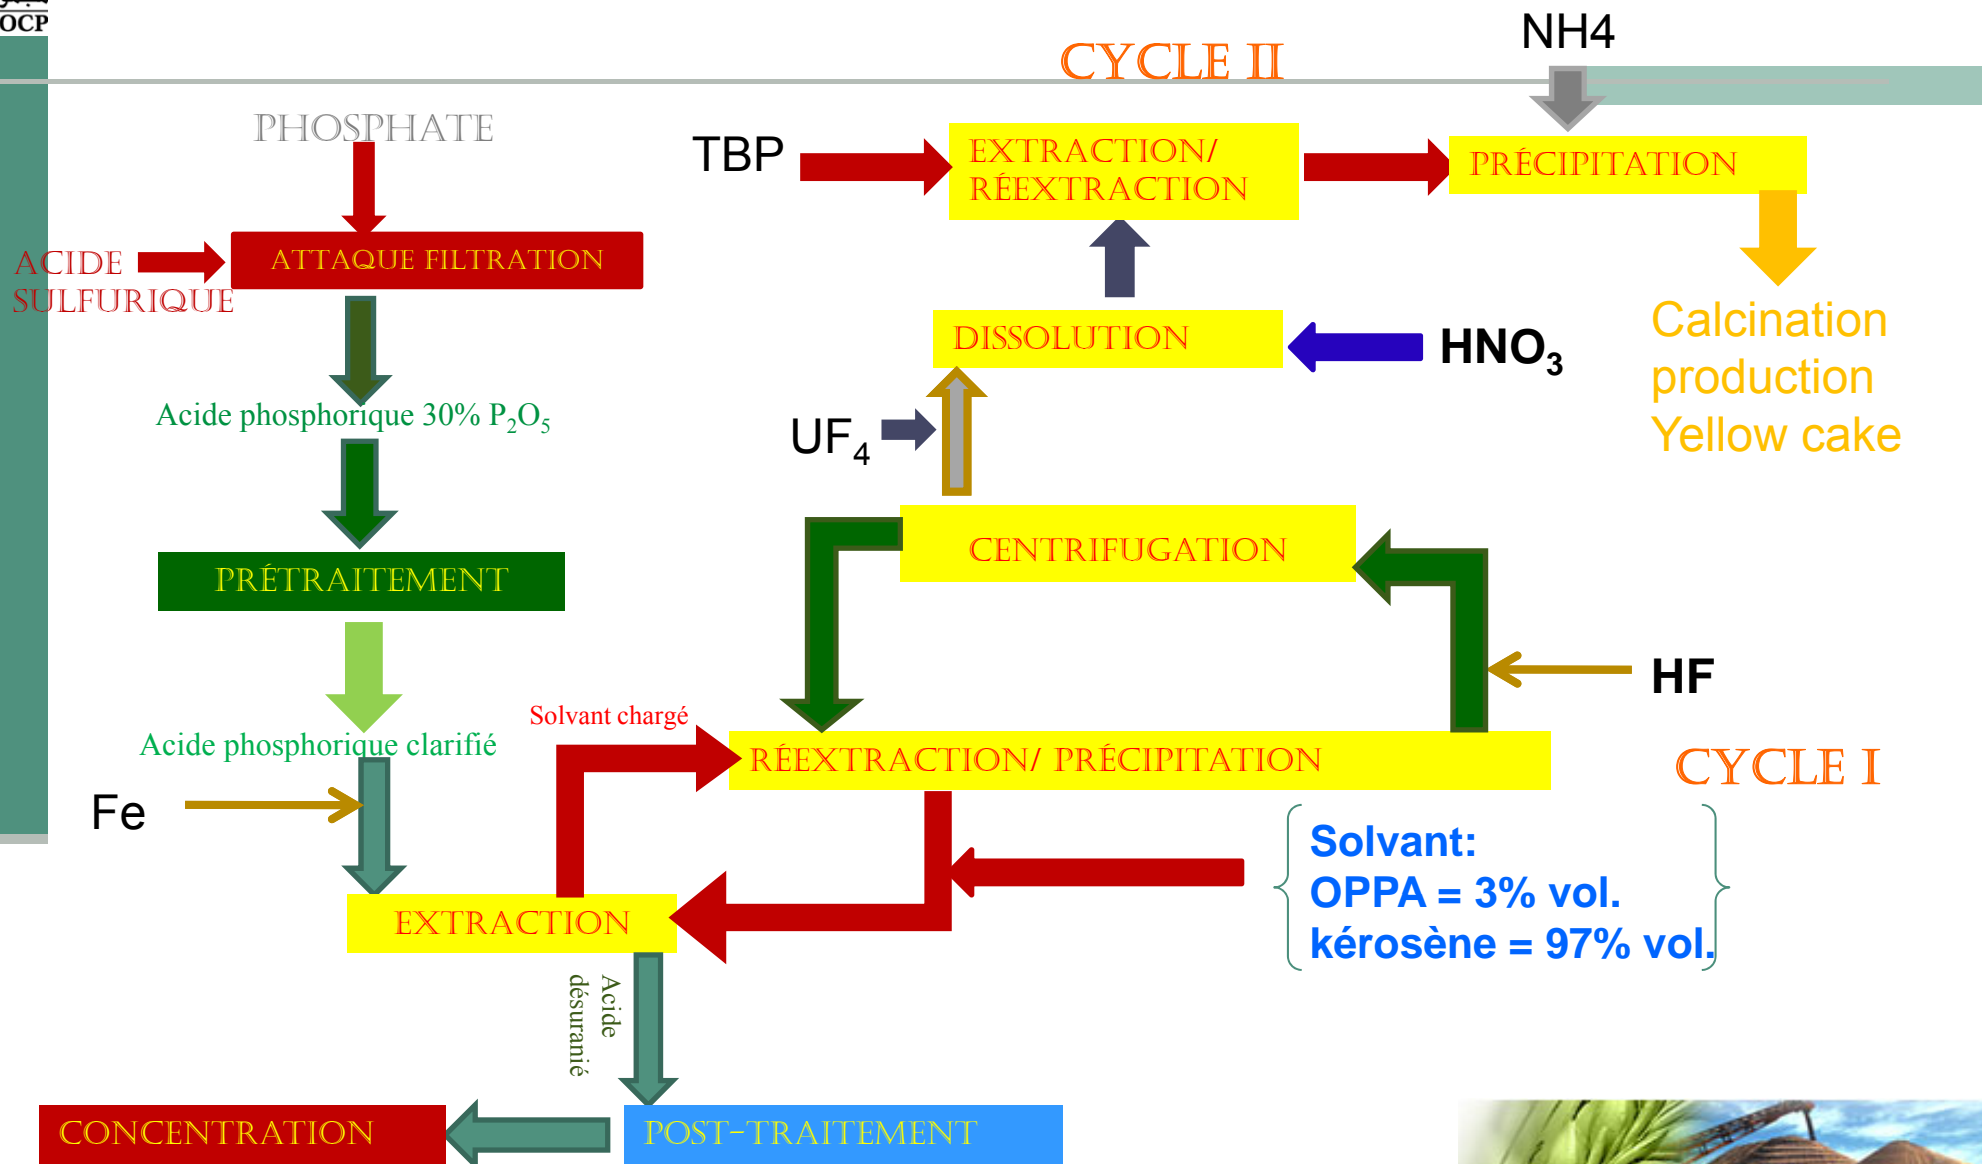 OCP
NH4
CYCLE II
PHOSPHATE
TBP
EXTRACTION/
RÉEXTRACTION
PRÉCIPITATION
ACIDE
SULFURIQUE
ATTAQUE FILTRATION
Calcination
production
Yellow cake
DISSOLUTION
HNO3
Acide phosphorique 30% P2O5
UF4
CENTRIFUGATION
PRÉTRAITEMENT
HF
Solvant chargé
Acide phosphorique clarifié
RÉEXTRACTION/ PRÉCIPITATION
CYCLE I
Fe
Solvant:
OPPA = 3% vol.
kérosène = 97% vol.
EXTRACTION
Acide
désuranié
CONCENTRATION
POST-TRAITEMENT